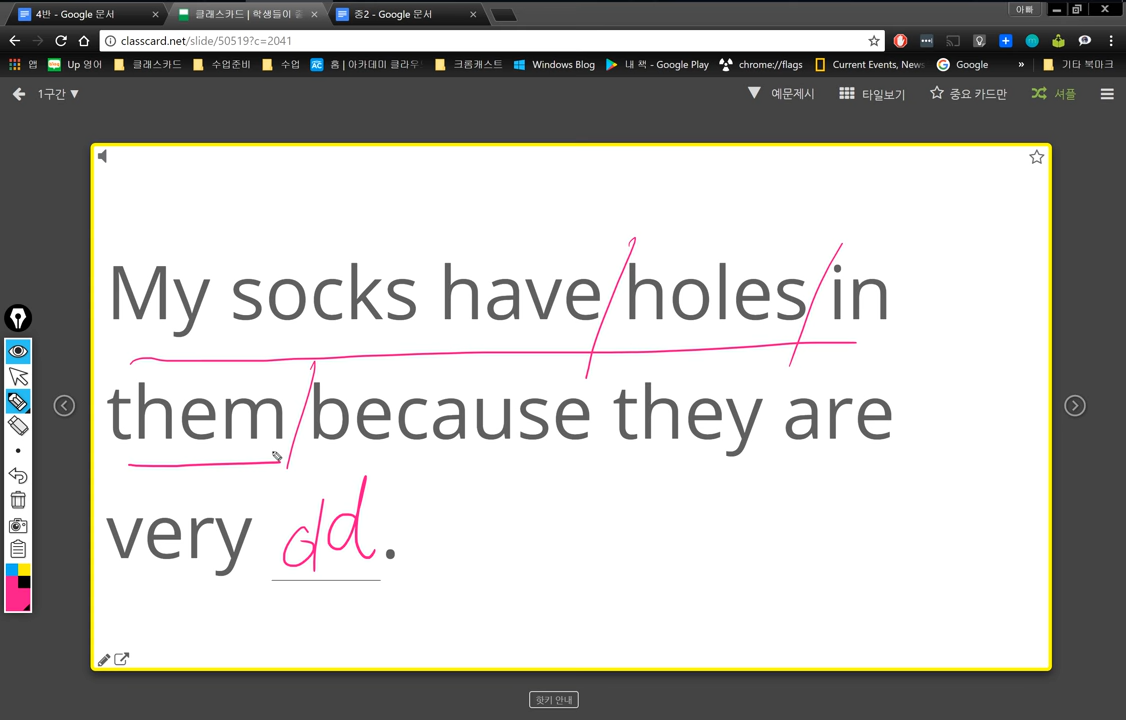 4반 - Google 문서
클래스카드 | 학생들이 줄
중2 - Google 문서
아빠
classcard.net/slide/50519?c=2041
앱 Up 영어 클래스카드 수업준비 수업 홈 | 아카데미 클라우 크롬캐스트 Windows Blog 내 책 - Google Play chrome://flags Current Events, News Google » 기타 북마크
1구간 ▼ ▼ 예문제시 타일보기 중요 카드만 셔플
My socks have holes in
them because they are
very dd.
핫키 안내